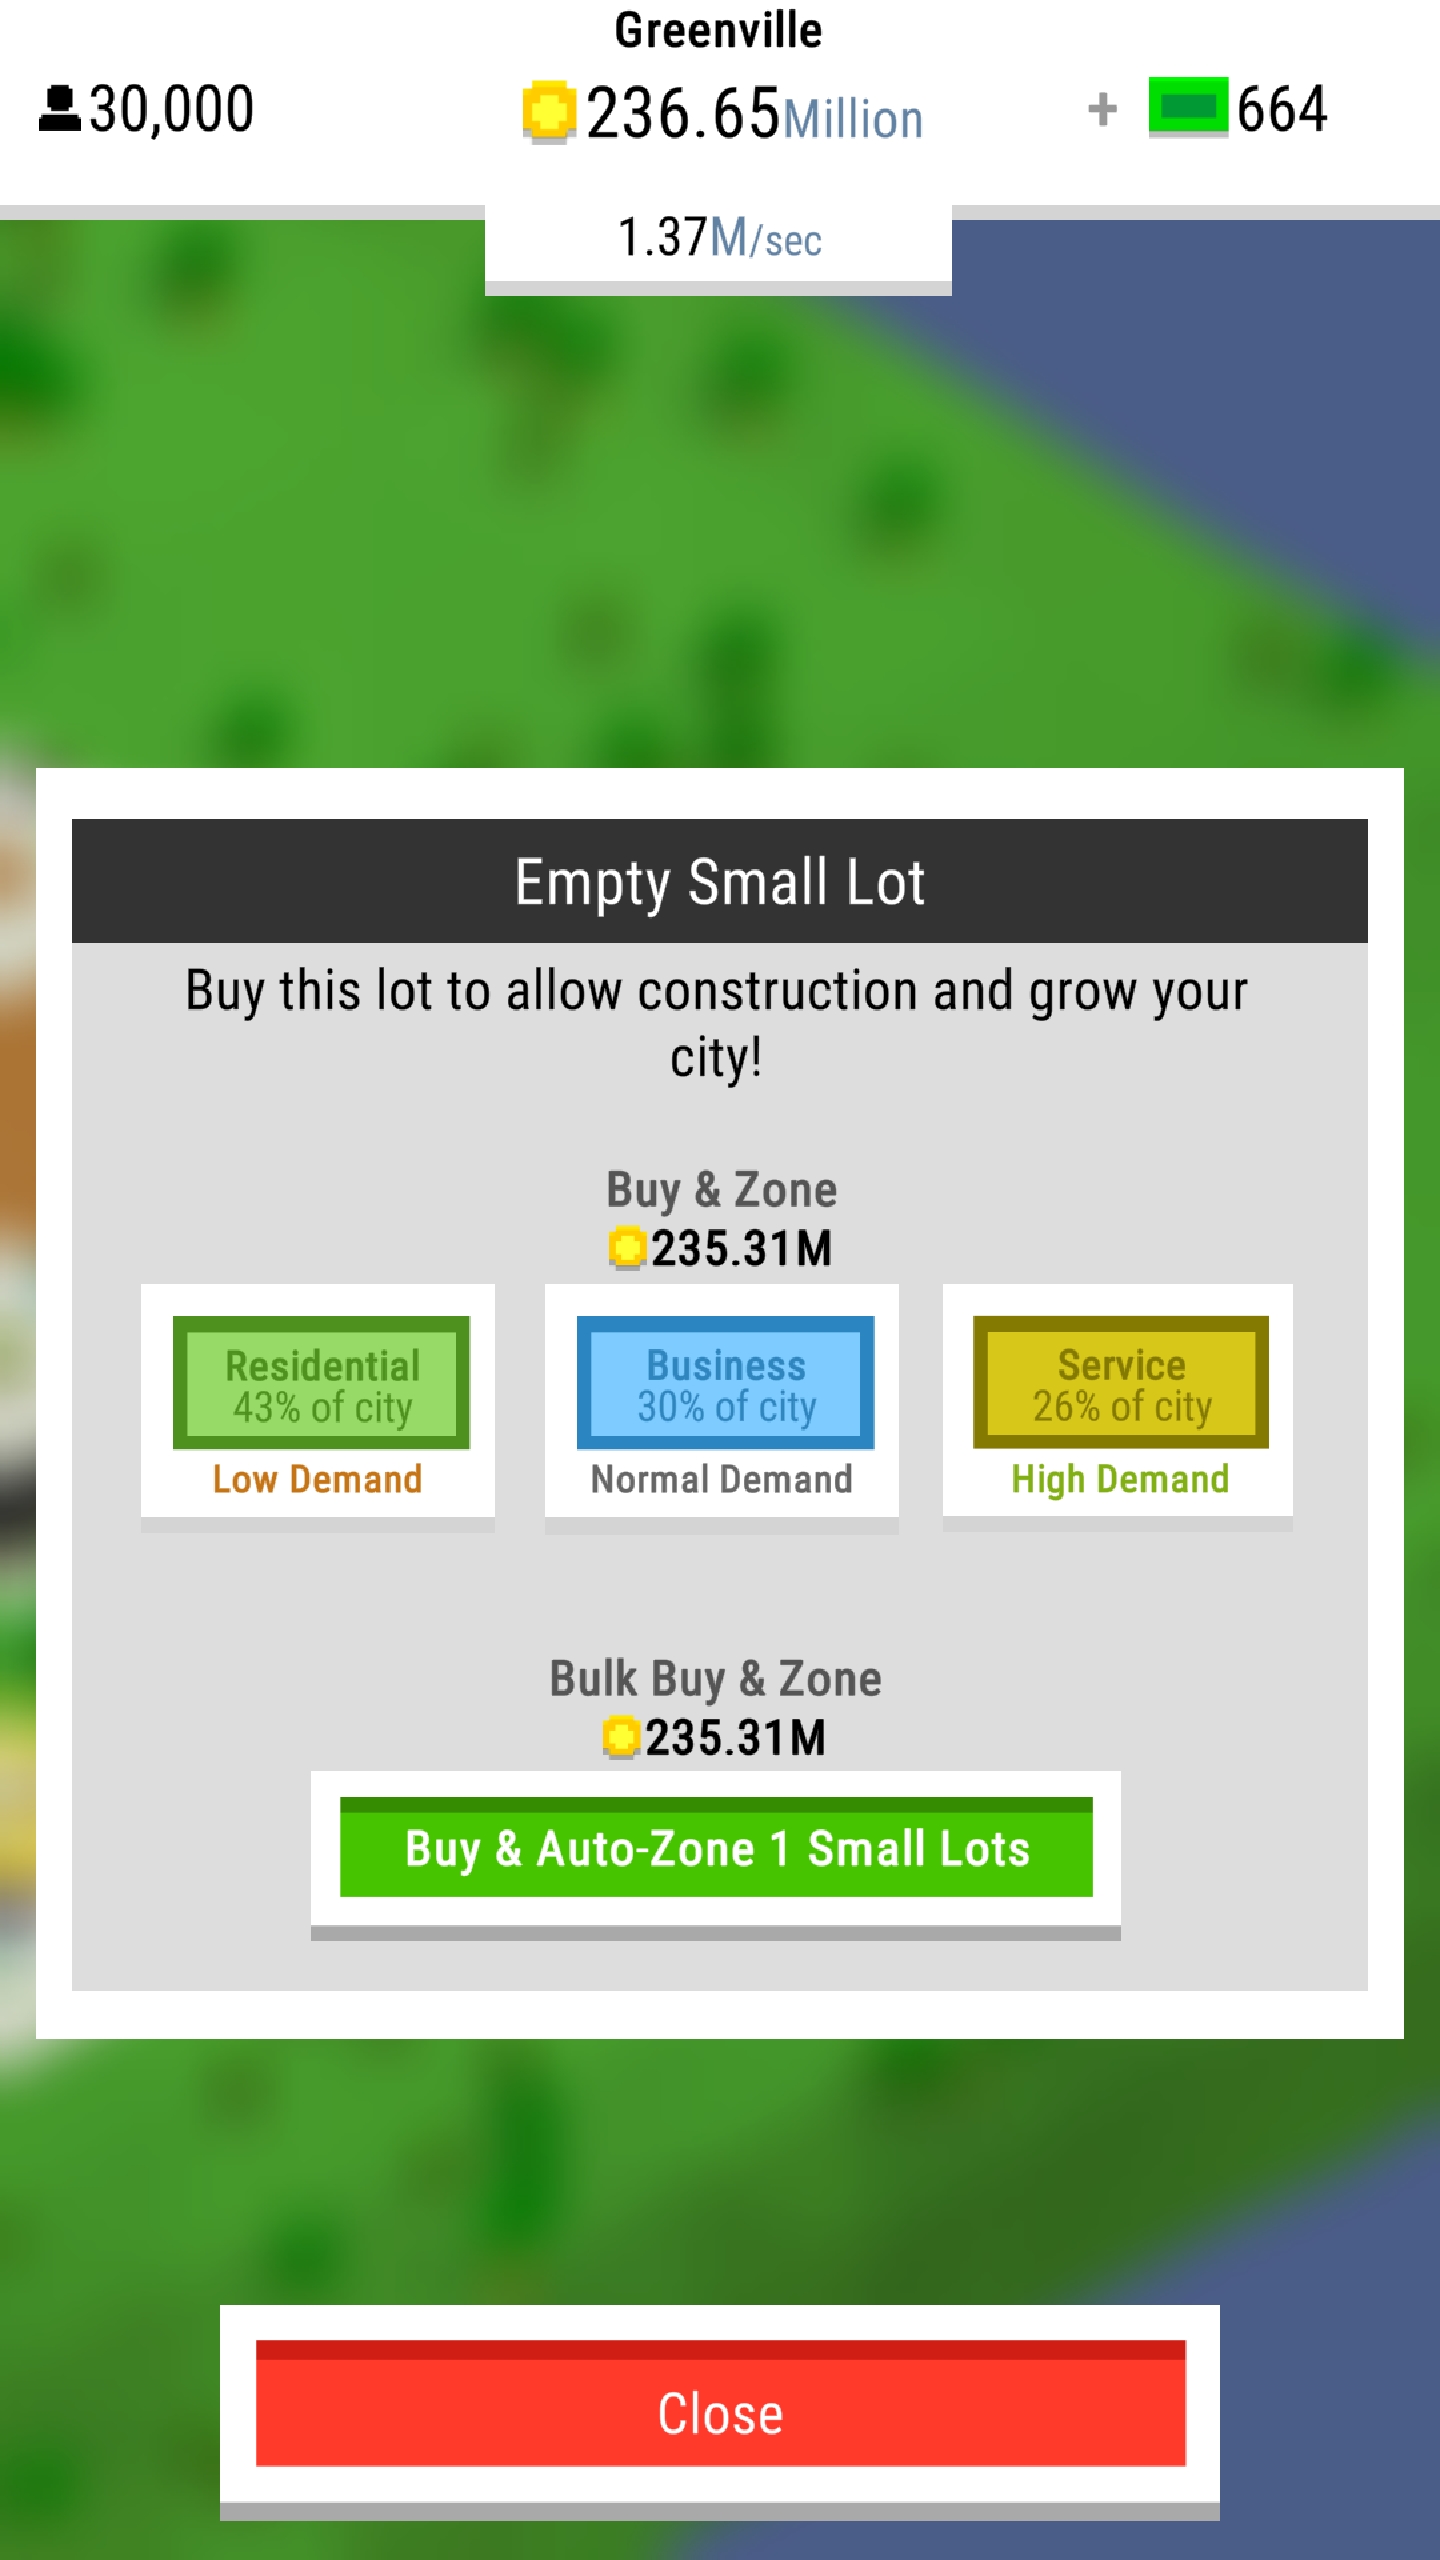 Greenville
30,000
236.65Million
+ 664
1.37M/sec
Empty Small Lot
Buy this lot to allow construction and grow your
city!
Buy & Zone
235.31M
Residential
43% of city
Low Demand
Business
30% of city
Normal Demand
Service
26% of city
High Demand
Bulk Buy & Zone
235.31M
Buy & Auto-Zone 1 Small Lots
Close